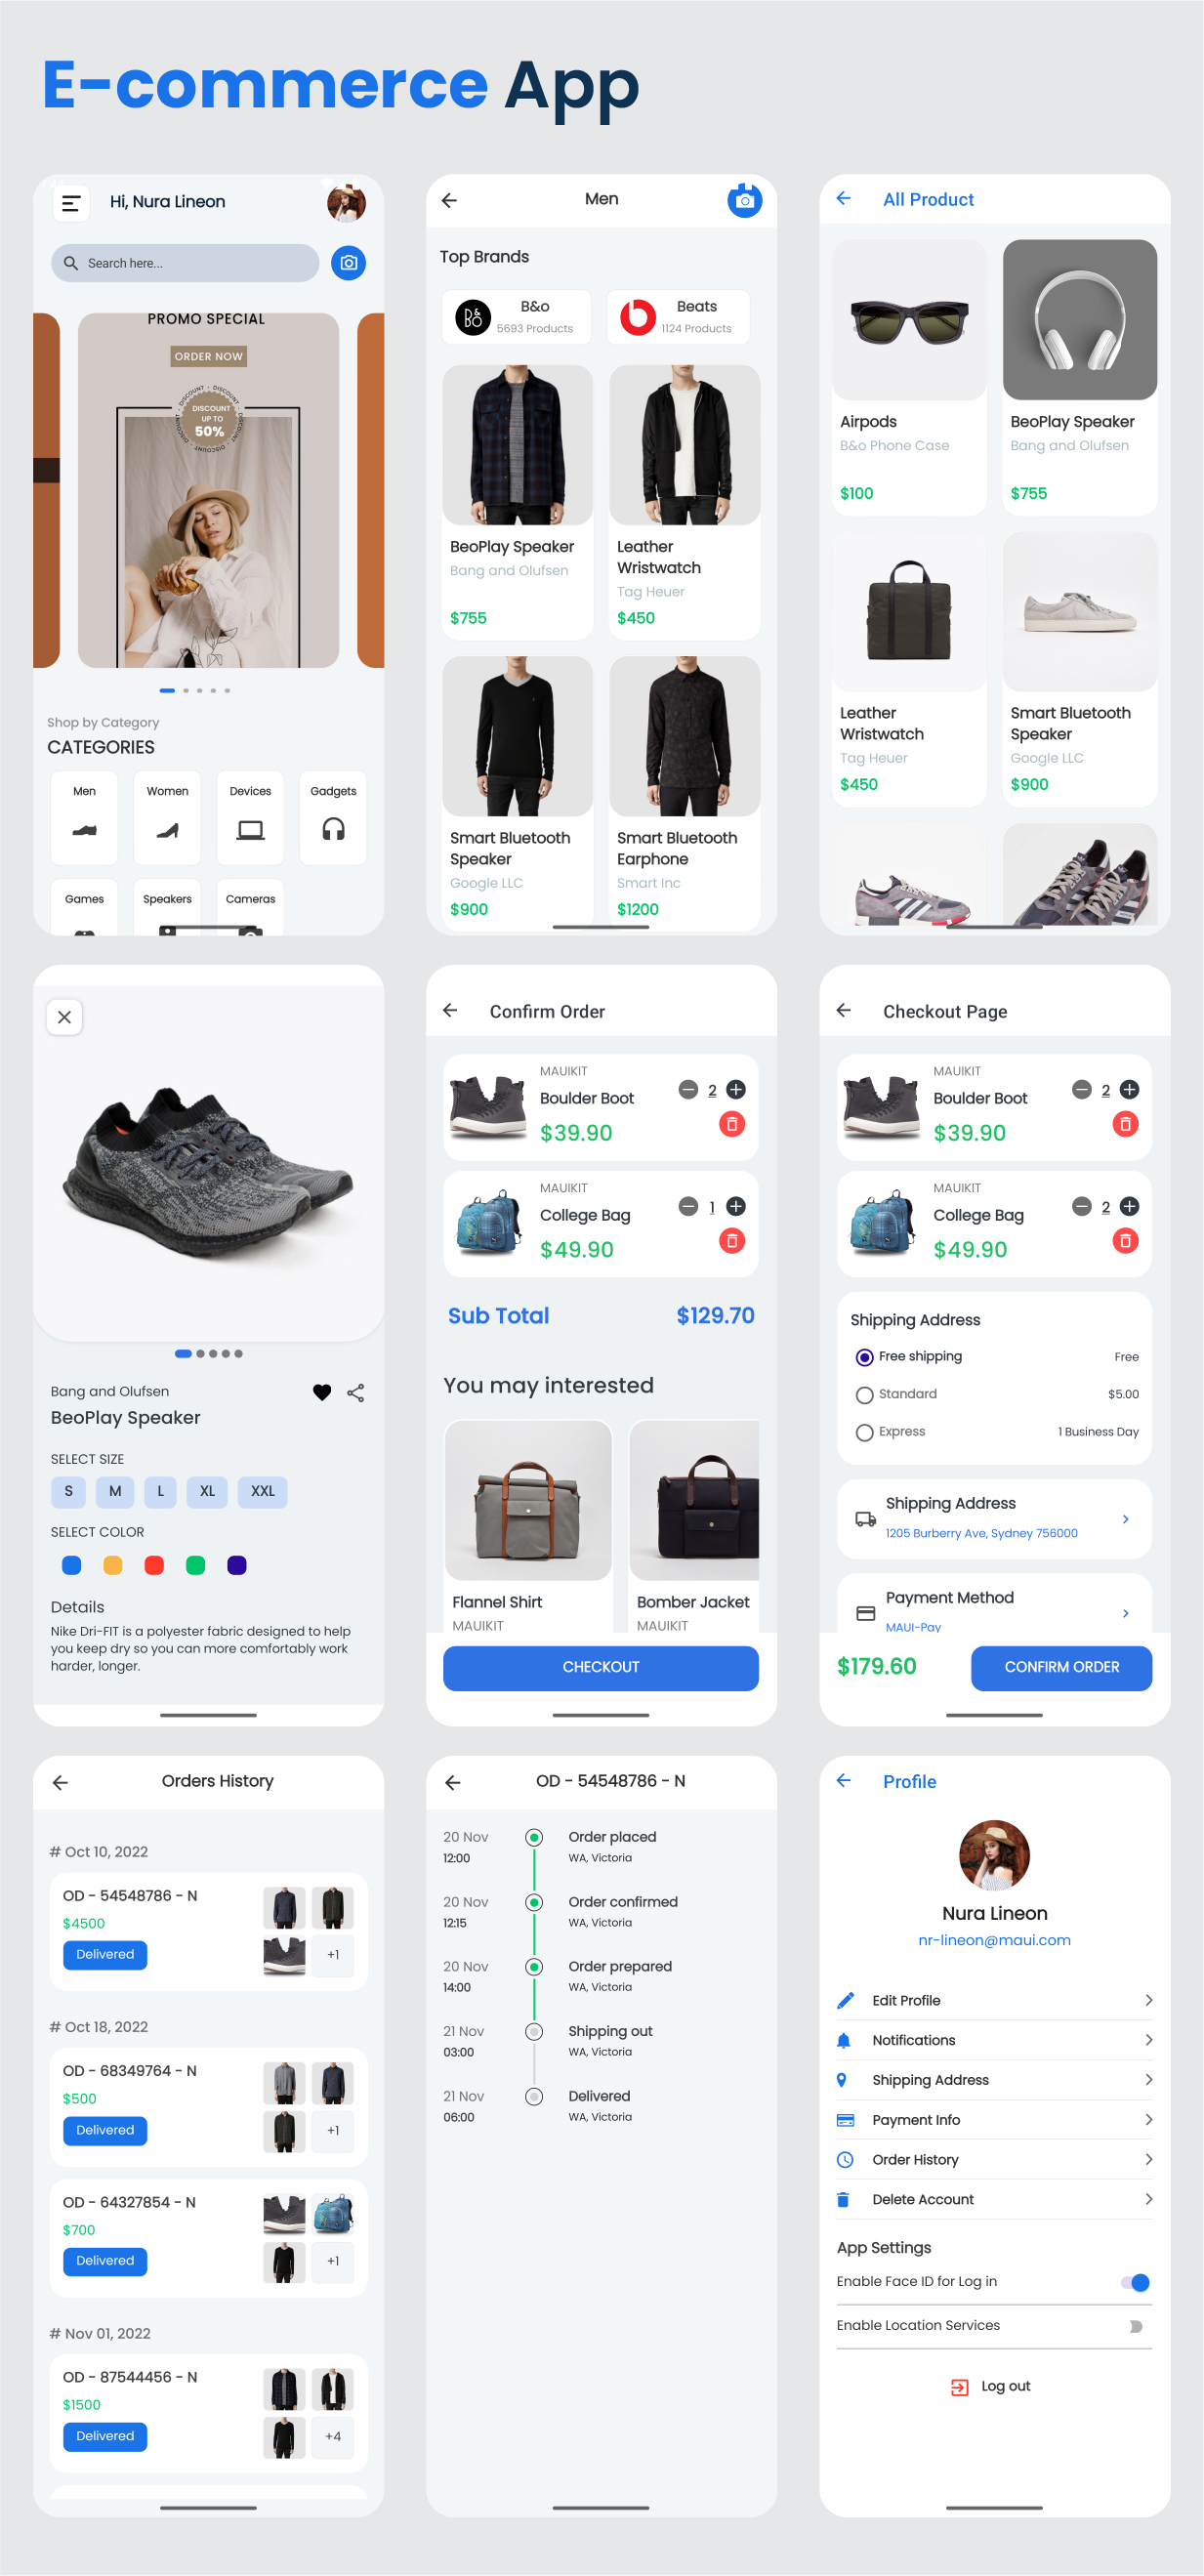 E-commerce App
Hi, Nura Lineon
Search here...
PROMO SPECIAL
ORDER NOW
DISCOUNT · DISCOUNT · DISCOUNT · DISCOUNT
DISCOUNT
UP TO
50%
Shop by Category
CATEGORIES
Men
Women
Devices
Gadgets
Games
Speakers
Cameras
Men
Top Brands
B&O
B&o
5693 Products
Beats
1124 Products
BeoPlay Speaker
Bang and Olufsen
$755
Leather
Wristwatch
Tag Heuer
$450
Smart Bluetooth
Speaker
Google LLC
$900
Smart Bluetooth
Earphone
Smart Inc
$1200
All Product
Airpods
B&o Phone Case
$100
BeoPlay Speaker
Bang and Olufsen
$755
Leather
Wristwatch
Tag Heuer
$450
Smart Bluetooth
Speaker
Google LLC
$900
Bang and Olufsen
BeoPlay Speaker
SELECT SIZE
S M L XL XXL
SELECT COLOR
Details
Nike Dri-FIT is a polyester fabric designed to help
you keep dry so you can more comfortably work
harder, longer.
Confirm Order
MAUIKIT
Boulder Boot
2
$39.90
MAUIKIT
College Bag
1
$49.90
Sub Total $129.70
You may interested
Flannel Shirt
MAUIKIT
Bomber Jacket
MAUIKIT
CHECKOUT
Checkout Page
MAUIKIT
Boulder Boot
2
$39.90
MAUIKIT
College Bag
2
$49.90
Shipping Address
Free shipping Free
Standard $5.00
Express 1 Business Day
Shipping Address
1205 Burberry Ave, Sydney 756000
Payment Method
MAUI-Pay
$179.60
CONFIRM ORDER
Orders History
# Oct 10, 2022
OD - 54548786 - N
$4500
Delivered
+1
# Oct 18, 2022
OD - 68349764 - N
$500
Delivered
+1
OD - 64327854 - N
$700
Delivered
+1
# Nov 01, 2022
OD - 87544456 - N
$1500
Delivered
+4
OD - 54548786 - N
20 Nov Order placed
12:00 WA, Victoria
20 Nov Order confirmed
12:15 WA, Victoria
20 Nov Order prepared
14:00 WA, Victoria
21 Nov Shipping out
03:00 WA, Victoria
21 Nov Delivered
06:00 WA, Victoria
Profile
Nura Lineon
nr-lineon@maui.com
Edit Profile
Notifications
Shipping Address
Payment Info
Order History
Delete Account
App Settings
Enable Face ID for Log in
Enable Location Services
Log out